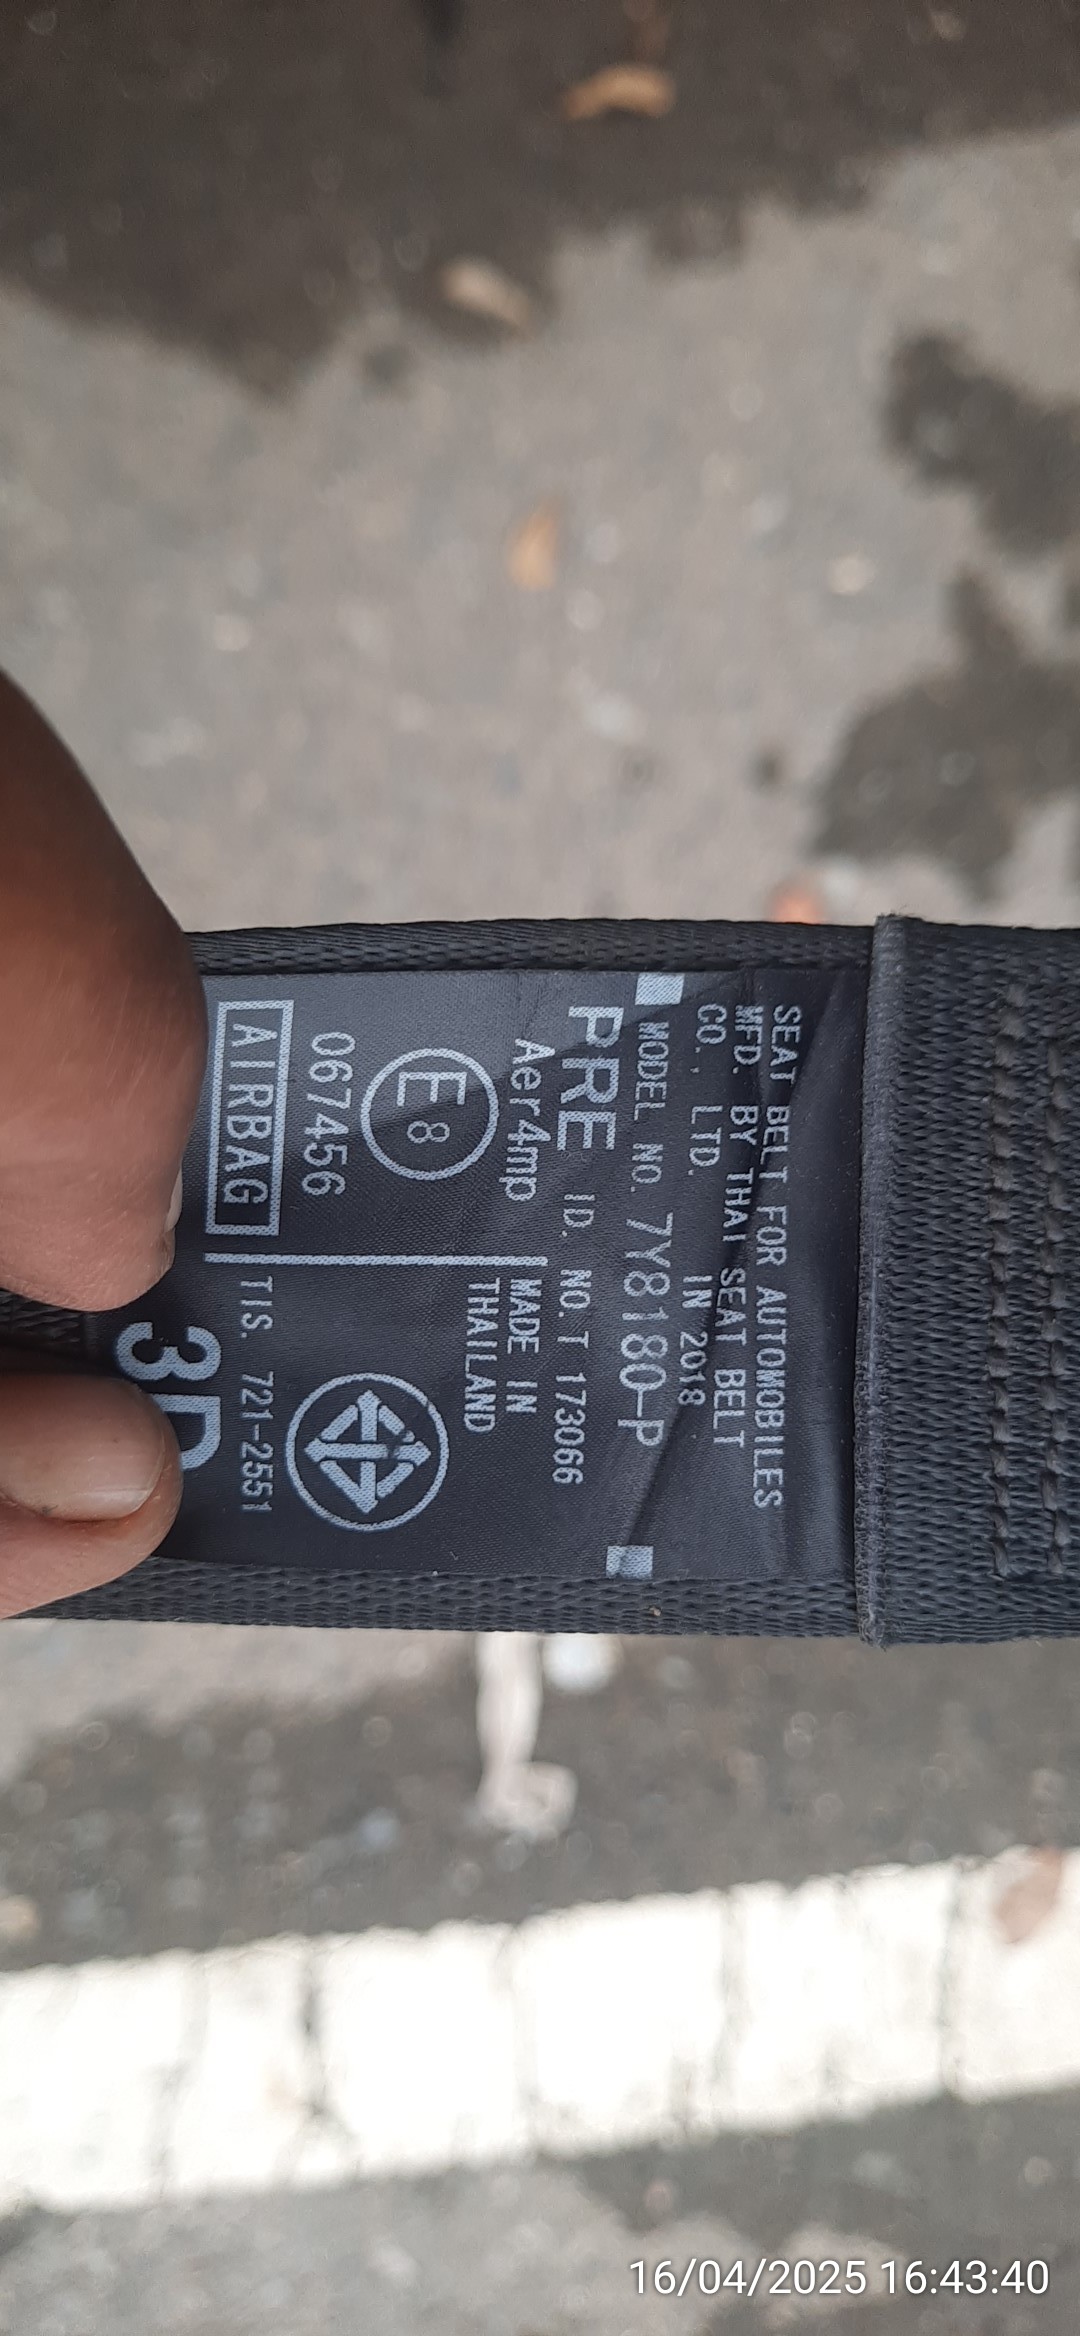 SEAT BELT FOR AUTOMOBILES
MFD. BY THAI SEAT BELT
CO., LTD. IN 2018.
MODEL NO. 7Y8180-P
PRE ID. NO. T 173066
Aer4mp
MADE IN
THAILAND
E8
067456
AIRBAG
TIS. 721-2551
16/04/2025 16:43:40